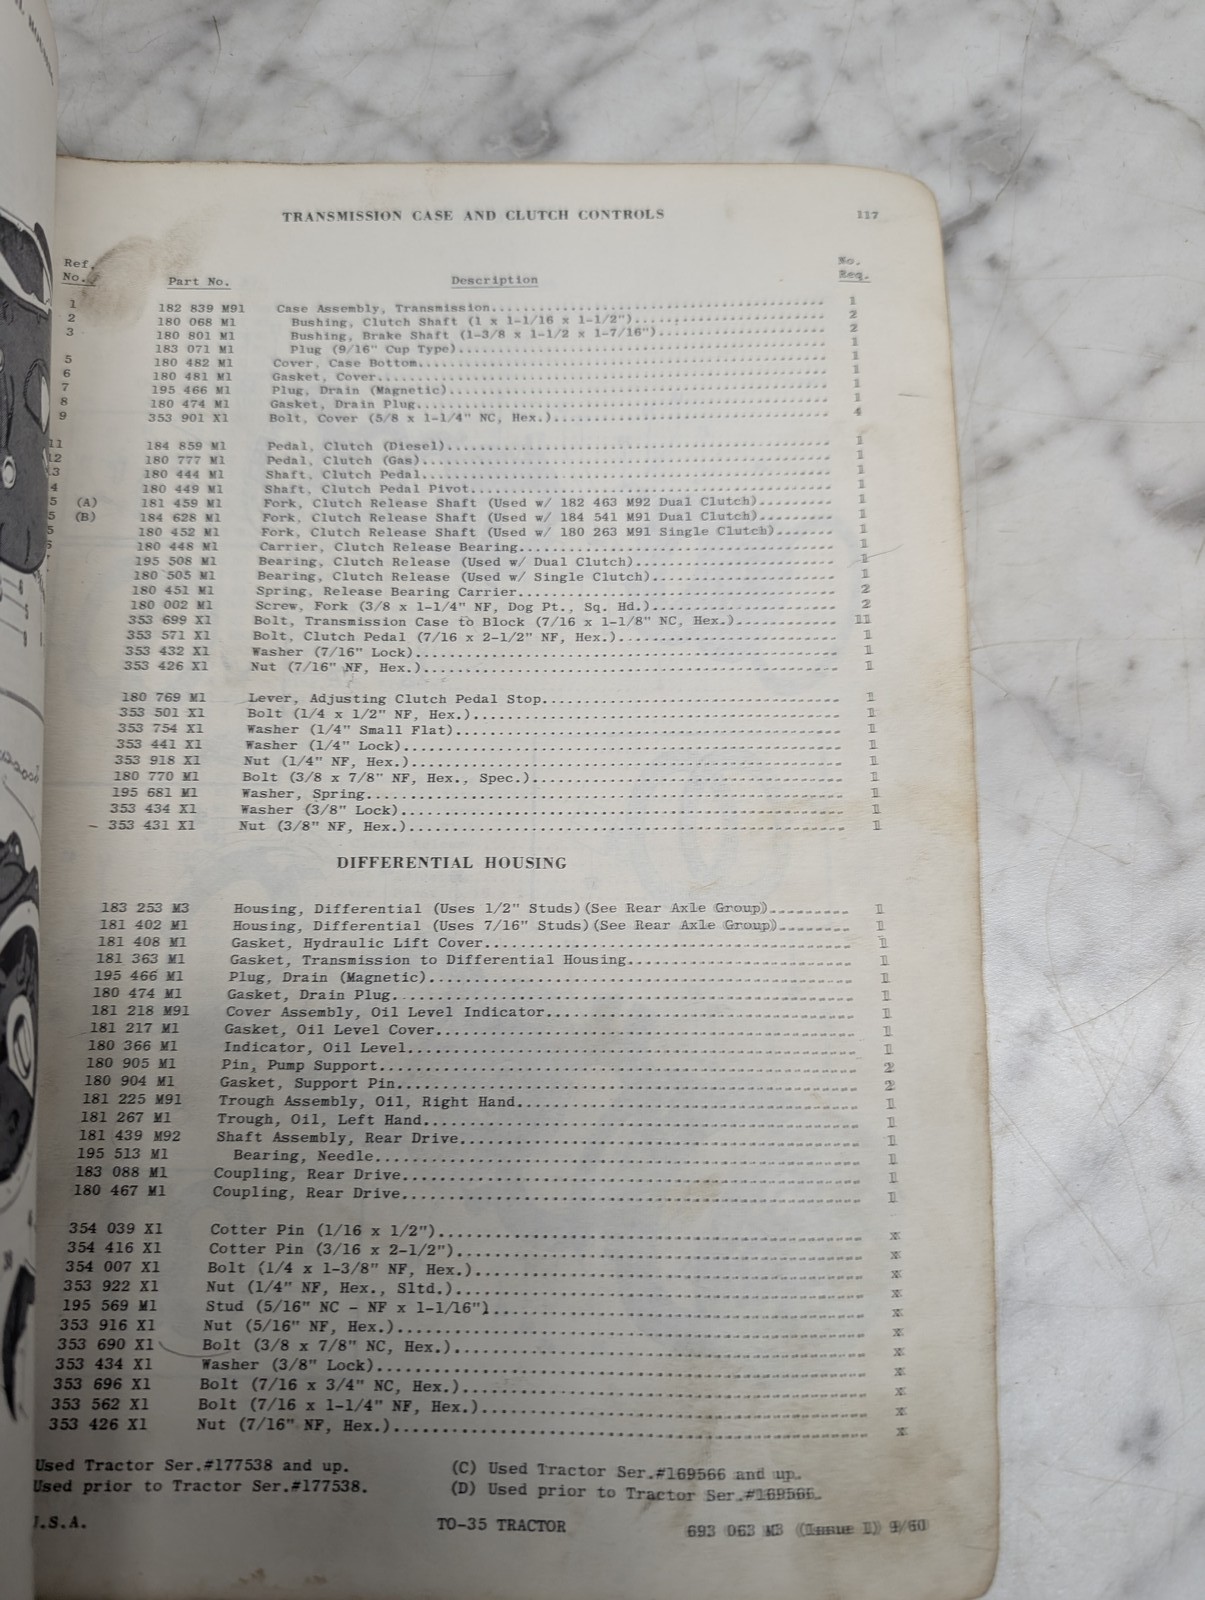 TRANSMISSION CASE AND CLUTCH CONTROLS 117
Ref. No.
No. Part No. Description Req.
1 182 839 M91 Case Assembly, Transmission 1
2 180 068 M1 Bushing, Clutch Shaft (1 x 1-1/16 x 1-1/2") 2
3 180 801 M1 Bushing, Brake Shaft (1-3/8 x 1-1/2 x 1-7/16") 2
183 071 M1 Plug (9/16" Cup Type) 1
5 180 482 M1 Cover, Case Bottom 1
6 180 481 M1 Gasket, Cover 1
7 195 466 M1 Plug, Drain (Magnetic) 1
8 180 474 M1 Gasket, Drain Plug 1
9 353 901 X1 Bolt, Cover (5/8 x 1-1/4" NC, Hex.) 4
11 184 859 M1 Pedal, Clutch (Diesel) 1
12 180 777 M1 Pedal, Clutch (Gas) 1
3 180 444 M1 Shaft, Clutch Pedal 1
4 180 449 M1 Shaft, Clutch Pedal Pivot 1
5 (A) 181 459 M1 Fork, Clutch Release Shaft (Used w/ 182 463 M92 Dual Clutch) 1
5 (B) 184 628 M1 Fork, Clutch Release Shaft (Used w/ 184 541 M91 Dual Clutch) 1
5 180 452 M1 Fork, Clutch Release Shaft (Used w/ 180 263 M91 Single Clutch) 1
180 448 M1 Carrier, Clutch Release Bearing 1
195 508 M1 Bearing, Clutch Release (Used w/ Dual Clutch) 1
180 505 M1 Bearing, Clutch Release (Used w/ Single Clutch) 1
180 451 M1 Spring, Release Bearing Carrier 2
180 002 M1 Screw, Fork (3/8 x 1-1/4" NF, Dog Pt., Sq. Hd.) 2
353 699 X1 Bolt, Transmission Case to Block (7/16 x 1-1/8" NC, Hex.) 11
353 571 X1 Bolt, Clutch Pedal (7/16 x 2-1/2" NF, Hex.) 1
353 432 X1 Washer (7/16" Lock) 1
353 426 X1 Nut (7/16" NF, Hex.) 1
180 769 M1 Lever, Adjusting Clutch Pedal Stop 1
353 501 X1 Bolt (1/4 x 1/2" NF, Hex.) 1
353 754 X1 Washer (1/4" Small Flat) 1
353 441 X1 Washer (1/4" Lock) 1
353 918 X1 Nut (1/4" NF, Hex.) 1
180 770 M1 Bolt (3/8 x 7/8" NF, Hex., Spec.) 1
195 681 M1 Washer, Spring 1
353 434 X1 Washer (3/8" Lock) 1
353 431 X1 Nut (3/8" NF, Hex.) 1
DIFFERENTIAL HOUSING
183 253 M3 Housing, Differential (Uses 1/2" Studs)(See Rear Axle Group) 1
181 402 M1 Housing, Differential (Uses 7/16" Studs)(See Rear Axle Group) 1
181 408 M1 Gasket, Hydraulic Lift Cover 1
181 363 M1 Gasket, Transmission to Differential Housing 1
195 466 M1 Plug, Drain (Magnetic) 1
180 474 M1 Gasket, Drain Plug 1
181 218 M91 Cover Assembly, Oil Level Indicator 1
181 217 M1 Gasket, Oil Level Cover 1
180 366 M1 Indicator, Oil Level 1
180 905 M1 Pin, Pump Support 2
180 904 M1 Gasket, Support Pin 2
181 225 M91 Trough Assembly, Oil, Right Hand 1
181 267 M1 Trough, Oil, Left Hand 1
181 439 M92 Shaft Assembly, Rear Drive 1
195 513 M1 Bearing, Needle 1
183 088 M1 Coupling, Rear Drive 1
180 467 M1 Coupling, Rear Drive 1
354 039 X1 Cotter Pin (1/16 x 1/2") x
354 416 X1 Cotter Pin (3/16 x 2-1/2") x
354 007 X1 Bolt (1/4 x 1-3/8" NF, Hex.) x
353 922 X1 Nut (1/4" NF, Hex., Sltd.) x
195 569 M1 Stud (5/16" NC - NF x 1-1/16") x
353 916 X1 Nut (5/16" NF, Hex.) x
353 690 X1 Bolt (3/8 x 7/8" NC, Hex.) x
353 434 X1 Washer (3/8" Lock) x
353 696 X1 Bolt (7/16 x 3/4" NC, Hex.) x
353 562 X1 Bolt (7/16 x 1-1/4" NF, Hex.) x
353 426 X1 Nut (7/16" NF, Hex.) x
Used Tractor Ser.#177538 and up. (C) Used Tractor Ser.#169566 and up.
Used prior to Tractor Ser.#177538. (D) Used prior to Tractor Ser.#169566.
U.S.A. TO-35 TRACTOR 693 063 M3 (Issue 1) 9/60